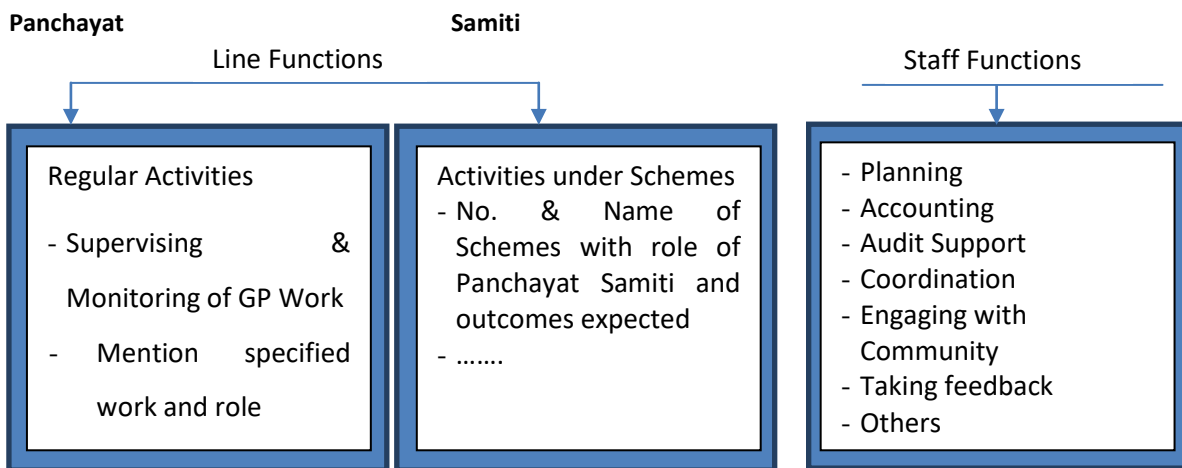 Panchayat Samiti
Line Functions
Staff Functions
Regular Activities
- Supervising &
Monitoring of GP Work
- Mention specified
work and role
Activities under Schemes
- No. & Name of
Schemes with role of
Panchayat Samiti and
outcomes expected
- …….
- Planning
- Accounting
- Audit Support
- Coordination
- Engaging with
Community
- Taking feedback
- Others